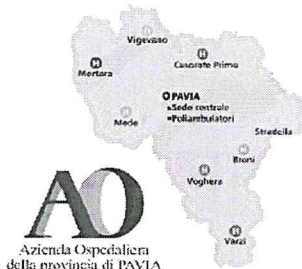 Vigevano
H
H
H
Mortara
Casorate Primo
PAVIA
Sede centrale
Poliambulatori
H
Mede
Stradella
H
Broni
H
Voghera
H
Varzi
AO
Azienda Ospedaliera
della provincia di PAVIA